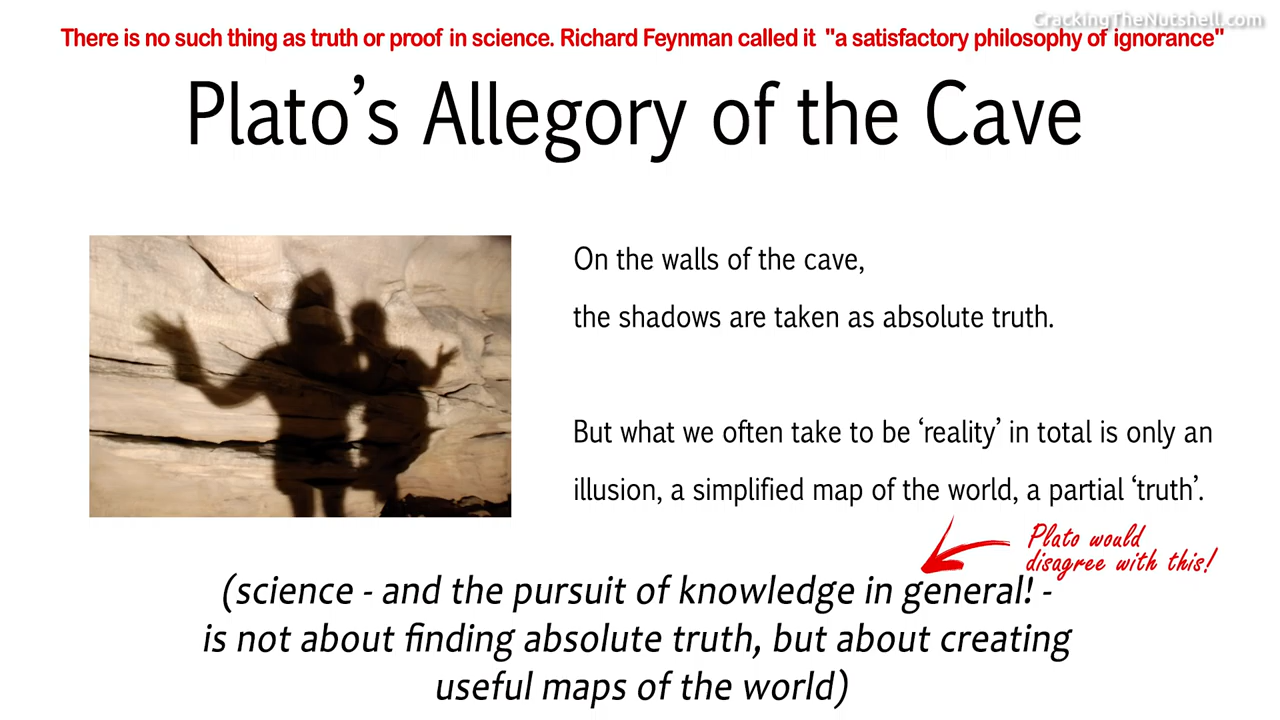 CrackingTheNutshell.com
There is no such thing as truth or proof in science. Richard Feynman called it "a satisfactory philosophy of ignorance"
Plato's Allegory of the Cave
On the walls of the cave,
the shadows are taken as absolute truth.
But what we often take to be ‘reality’ in total is only an
illusion, a simplified map of the world, a partial ‘truth’.
Plato would
disagree with this!
(science - and the pursuit of knowledge in general! -
is not about finding absolute truth, but about creating
useful maps of the world)